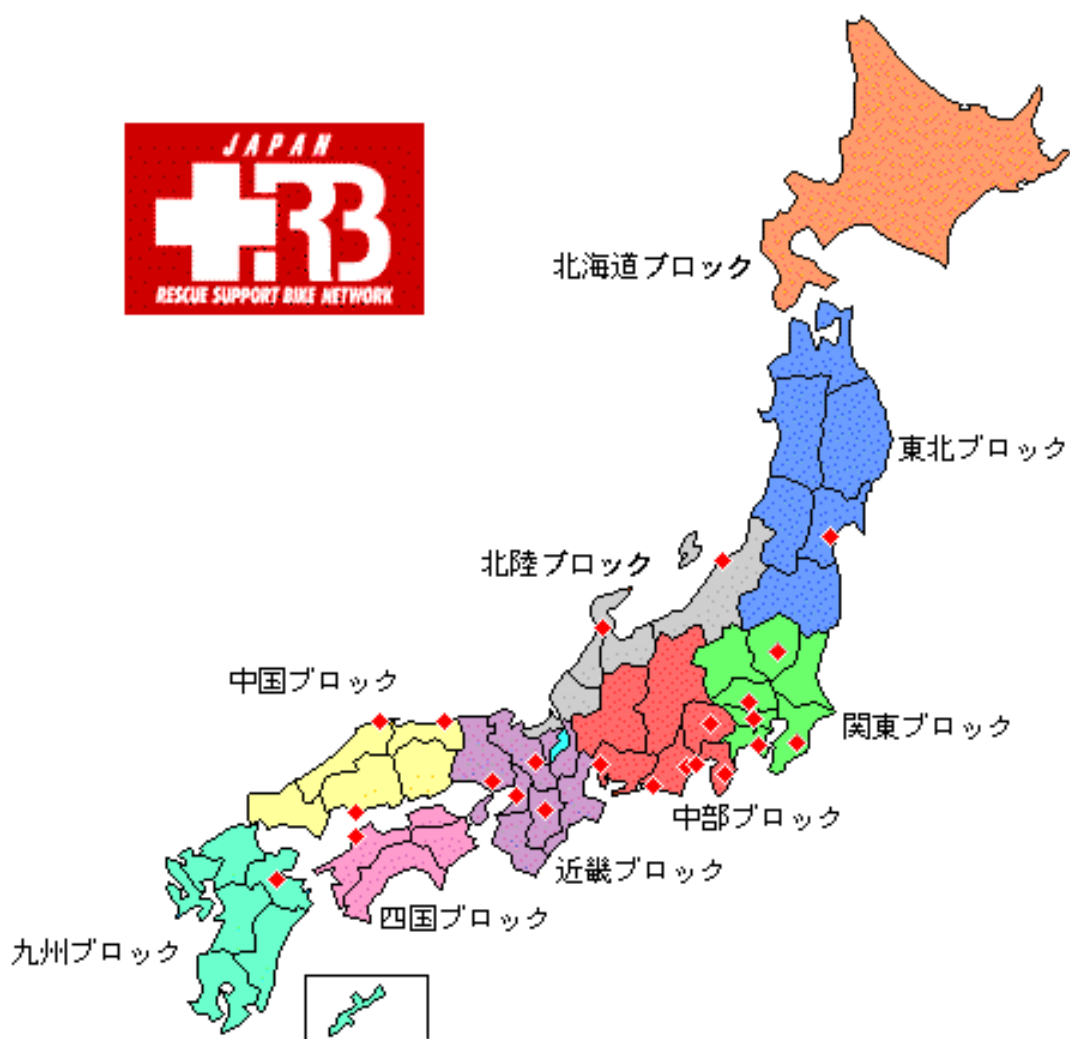 JAPAN
RB
RESCUE SUPPORT BIKE NETWORK
北海道ブロック
東北ブロック
北陸ブロック
中国ブロック
関東ブロック
中部ブロック
近畿ブロック
四国ブロック
九州ブロック